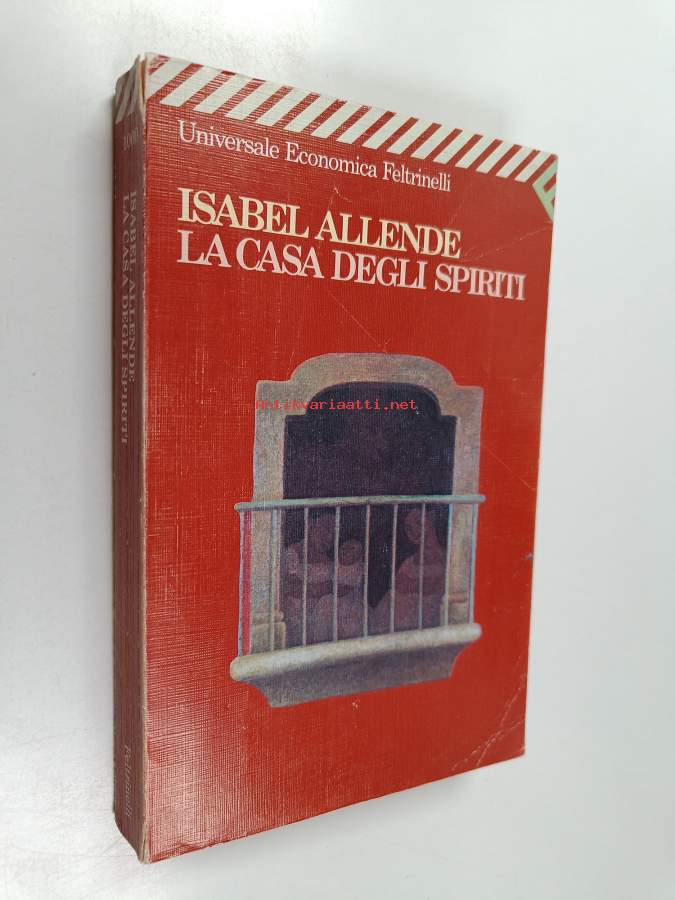 Universale Economica Feltrinelli
ISABEL ALLENDE
LA CASA DEGLI SPIRITI
antikvariaatti.net
ISABEL ALLENDE
LA CASA DEGLI SPIRITI
Feltrinelli